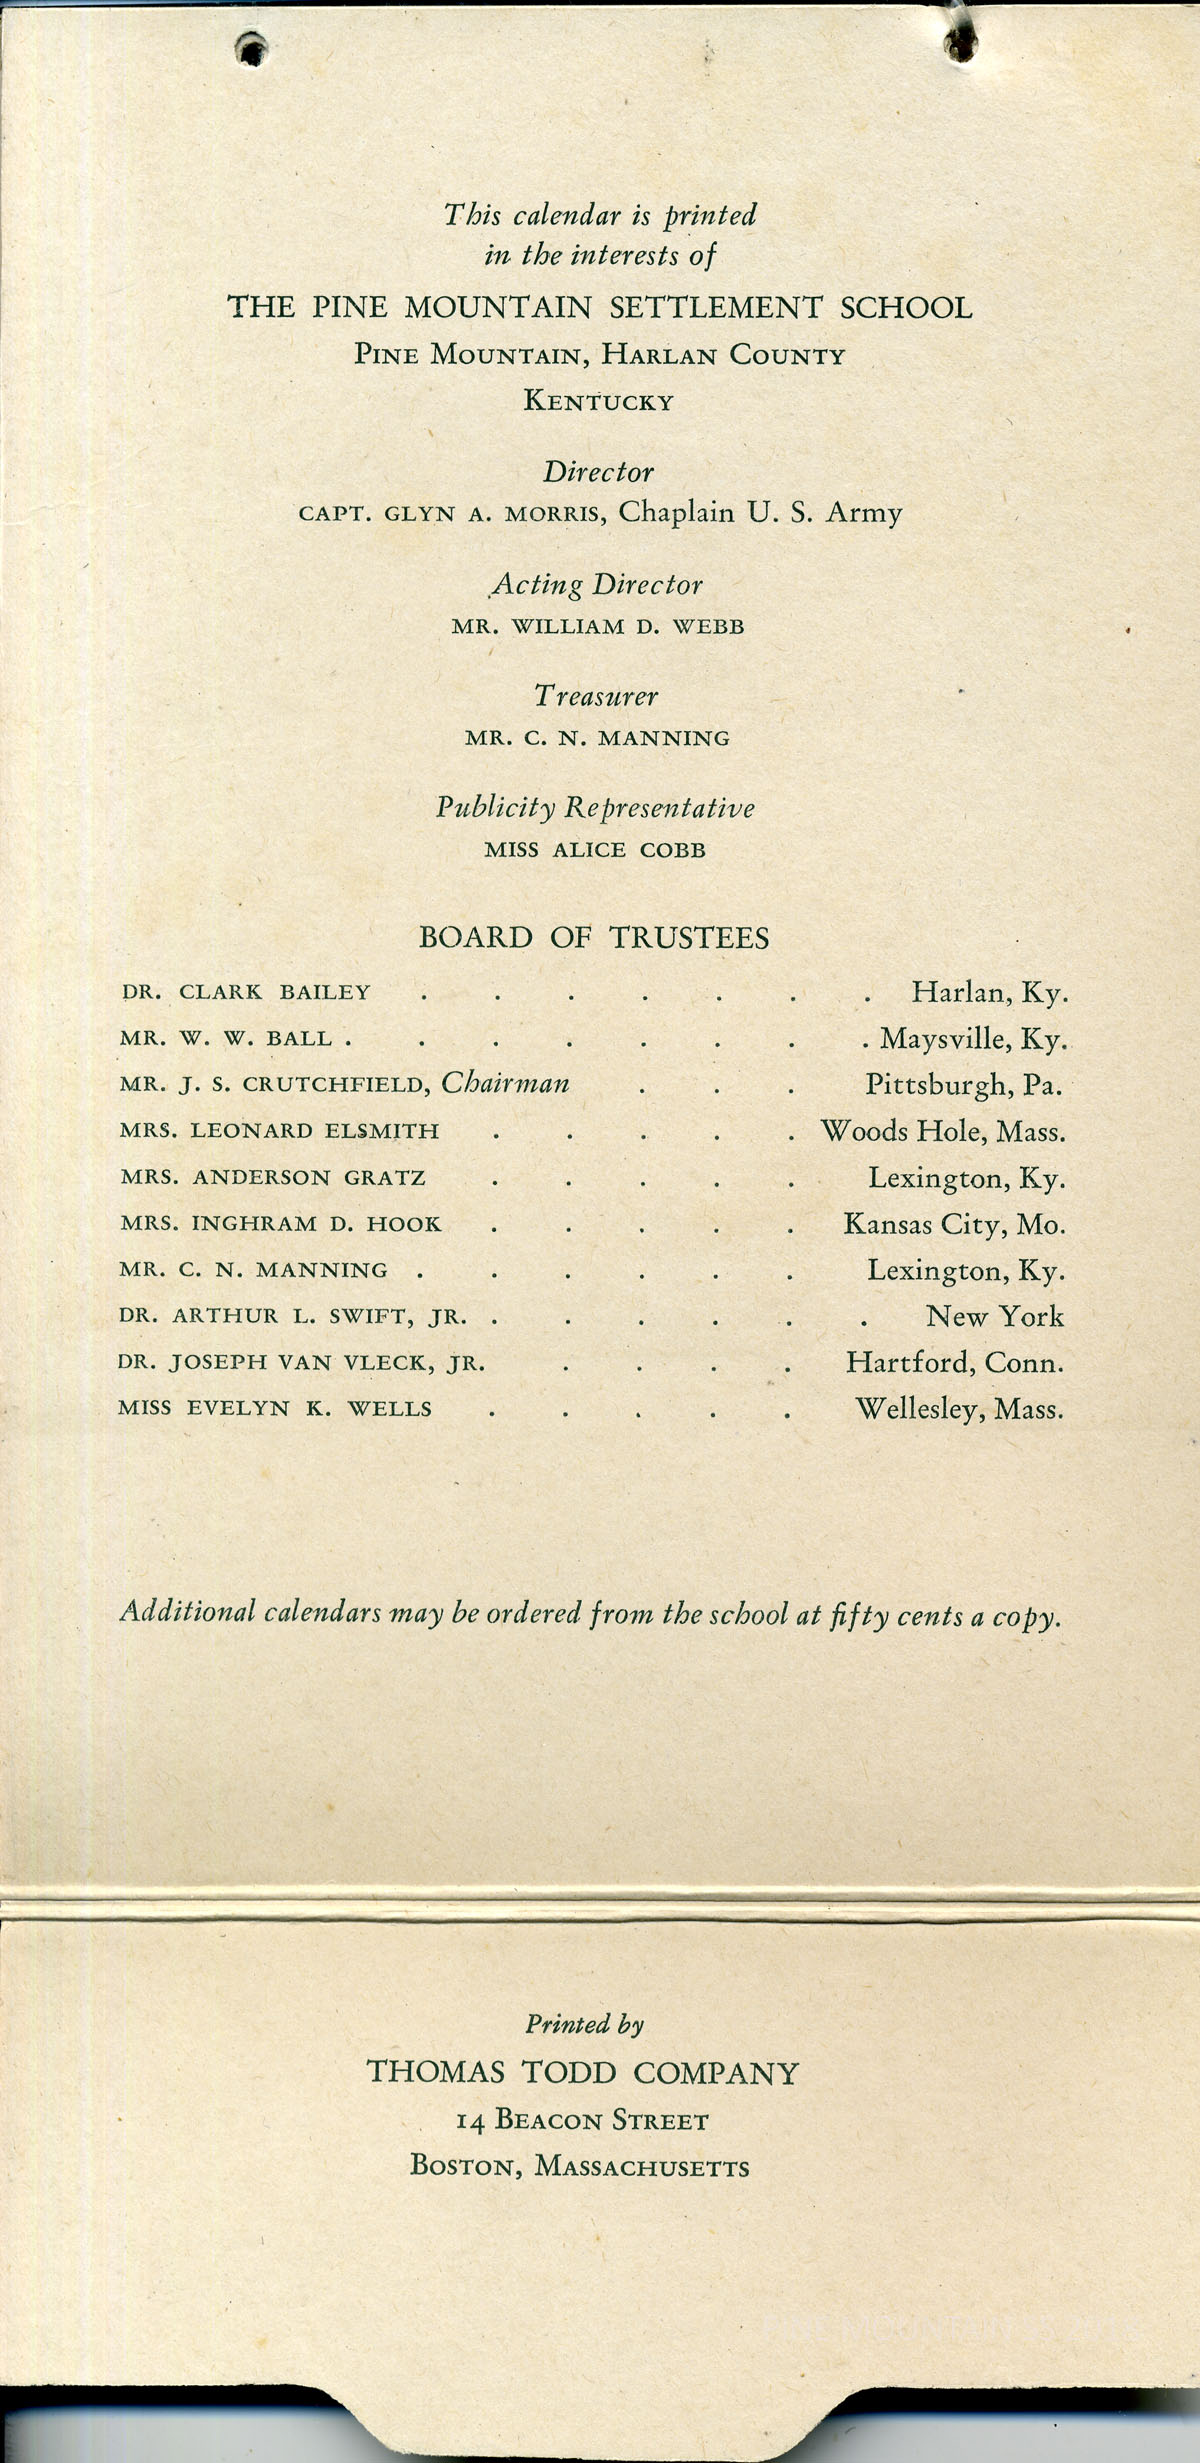 This calendar is printed
in the interests of
THE PINE MOUNTAIN SETTLEMENT SCHOOL
PINE MOUNTAIN, HARLAN COUNTY
KENTUCKY
Director
CAPT. GLYN A. MORRIS, Chaplain U. S. Army
Acting Director
MR. WILLIAM D. WEBB
Treasurer
MR. C. N. MANNING
Publicity Representative
MISS ALICE COBB
BOARD OF TRUSTEES
DR. CLARK BAILEY . . . . . . . Harlan, Ky.
MR. W. W. BALL . . . . . . . . Maysville, Ky.
MR. J. S. CRUTCHFIELD, Chairman . . . Pittsburgh, Pa.
MRS. LEONARD ELSMITH . . . . . Woods Hole, Mass.
MRS. ANDERSON GRATZ . . . . . Lexington, Ky.
MRS. INGHRAM D. HOOK . . . . . Kansas City, Mo.
MR. C. N. MANNING . . . . . . Lexington, Ky.
DR. ARTHUR L. SWIFT, JR. . . . . . . New York
DR. JOSEPH VAN VLECK, JR. . . . . Hartford, Conn.
MISS EVELYN K. WELLS . . . . . Wellesley, Mass.
Additional calendars may be ordered from the school at fifty cents a copy.
Printed by
THOMAS TODD COMPANY
14 BEACON STREET
BOSTON, MASSACHUSETTS